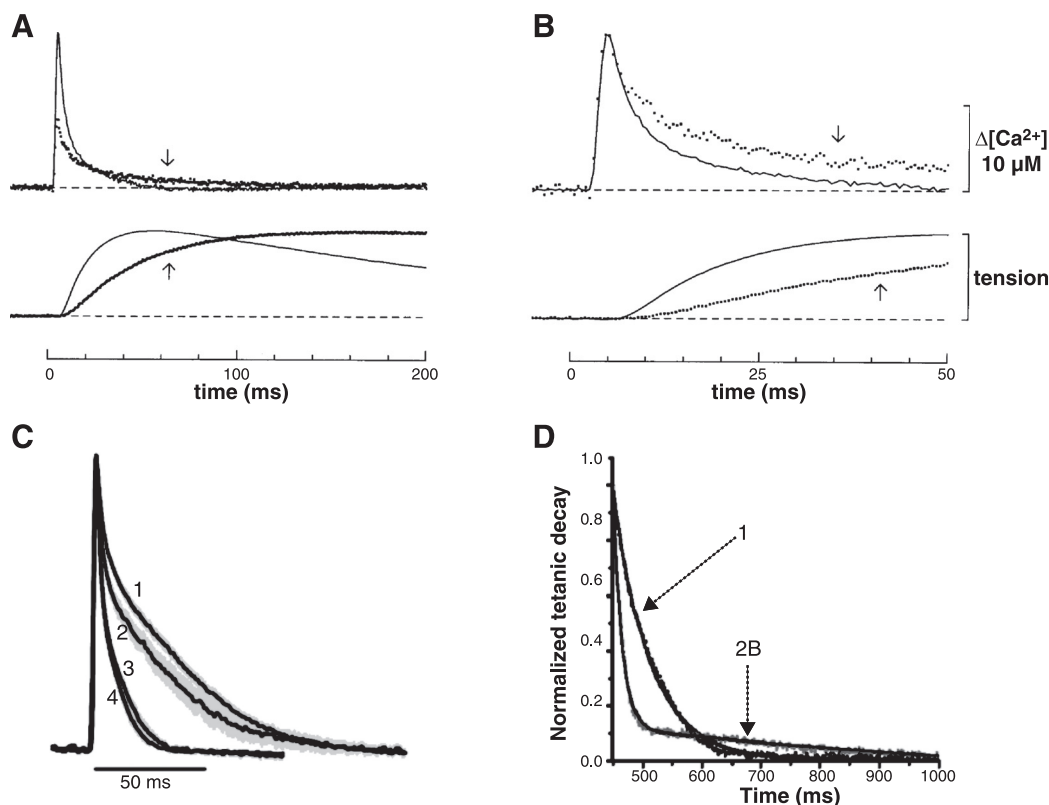 A
B
Δ[Ca²⁺]
10 µM
tension
0 100 200
time (ms)
0 25 50
time (ms)
C
1
2
3
4
50 ms
D
Normalized tetanic decay
1.0
0.8
0.6
0.4
0.2
0.0
1
2B
500 600 700 800 900 1000
Time (ms)